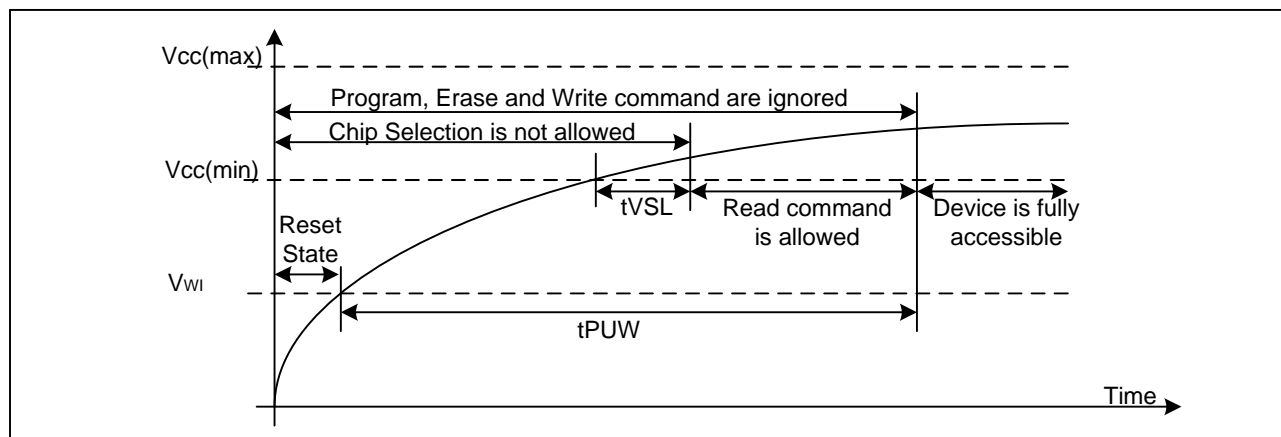 Vcc(max)
Program, Erase and Write command are ignored
Chip Selection is not allowed
Vcc(min)
tVSL
Read command
is allowed
Device is fully
accessible
Reset
State
VWI
tPUW
Time